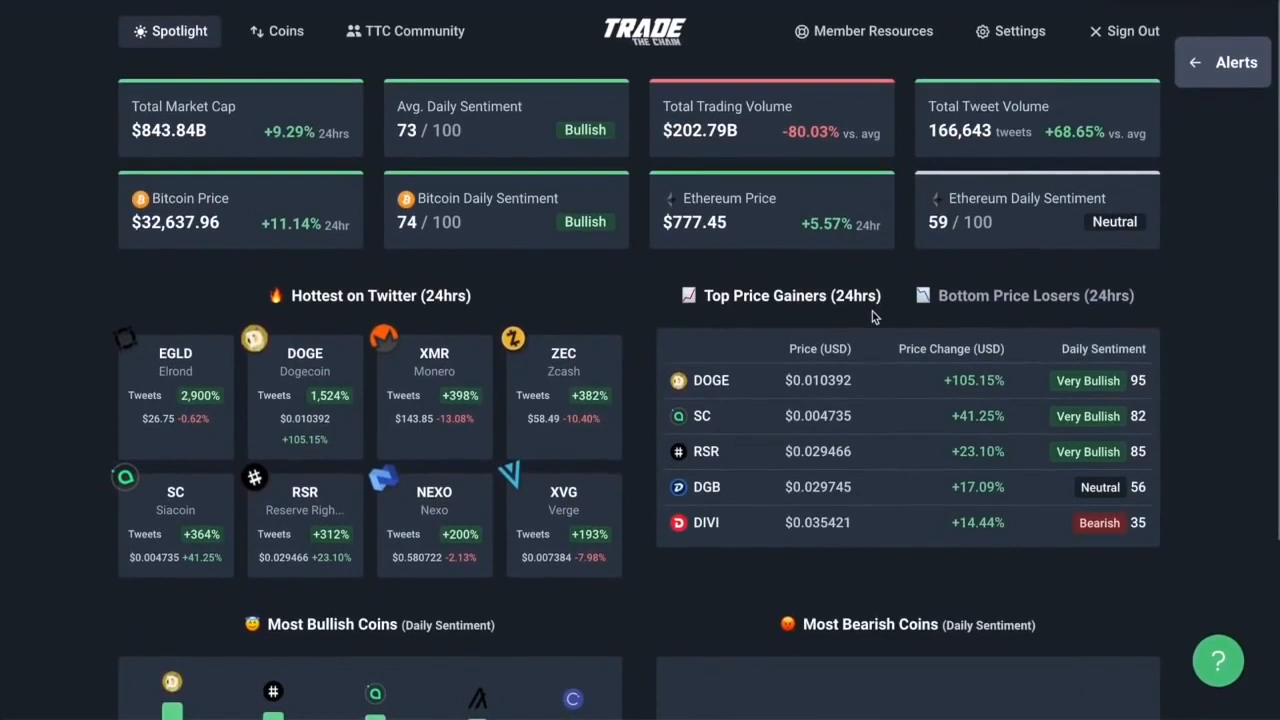 Spotlight
Coins
TTC Community
TRADE
THE CHAIN
Member Resources
Settings
Sign Out
Alerts
Total Market Cap
$843.84B +9.29% 24hrs
Avg. Daily Sentiment
73 / 100 Bullish
Total Trading Volume
$202.79B -80.03% vs. avg
Total Tweet Volume
166,643 tweets +68.65% vs. avg
Bitcoin Price
$32,637.96 +11.14% 24hr
Bitcoin Daily Sentiment
74 / 100 Bullish
Ethereum Price
$777.45 +5.57% 24hr
Ethereum Daily Sentiment
59 / 100 Neutral
Hottest on Twitter (24hrs)
EGLD
Elrond
Tweets 2,900%
$26.75 -0.62%
DOGE
Dogecoin
Tweets 1,524%
$0.010392
+105.15%
XMR
Monero
Tweets +398%
$143.85 -13.08%
ZEC
Zcash
Tweets +382%
$58.49 -10.40%
SC
Siacoin
Tweets +364%
$0.004735 +41.25%
RSR
Reserve Righ...
Tweets +312%
$0.029466 +23.10%
NEXO
Nexo
Tweets +200%
$0.580722 -2.13%
XVG
Verge
Tweets +193%
$0.007384 -7.98%
Top Price Gainers (24hrs)
Bottom Price Losers (24hrs)
Price (USD) Price Change (USD) Daily Sentiment
DOGE $0.010392 +105.15% Very Bullish 95
SC $0.004735 +41.25% Very Bullish 82
RSR $0.029466 +23.10% Very Bullish 85
DGB $0.029745 +17.09% Neutral 56
DIVI $0.035421 +14.44% Bearish 35
Most Bullish Coins (Daily Sentiment)
Most Bearish Coins (Daily Sentiment)
?